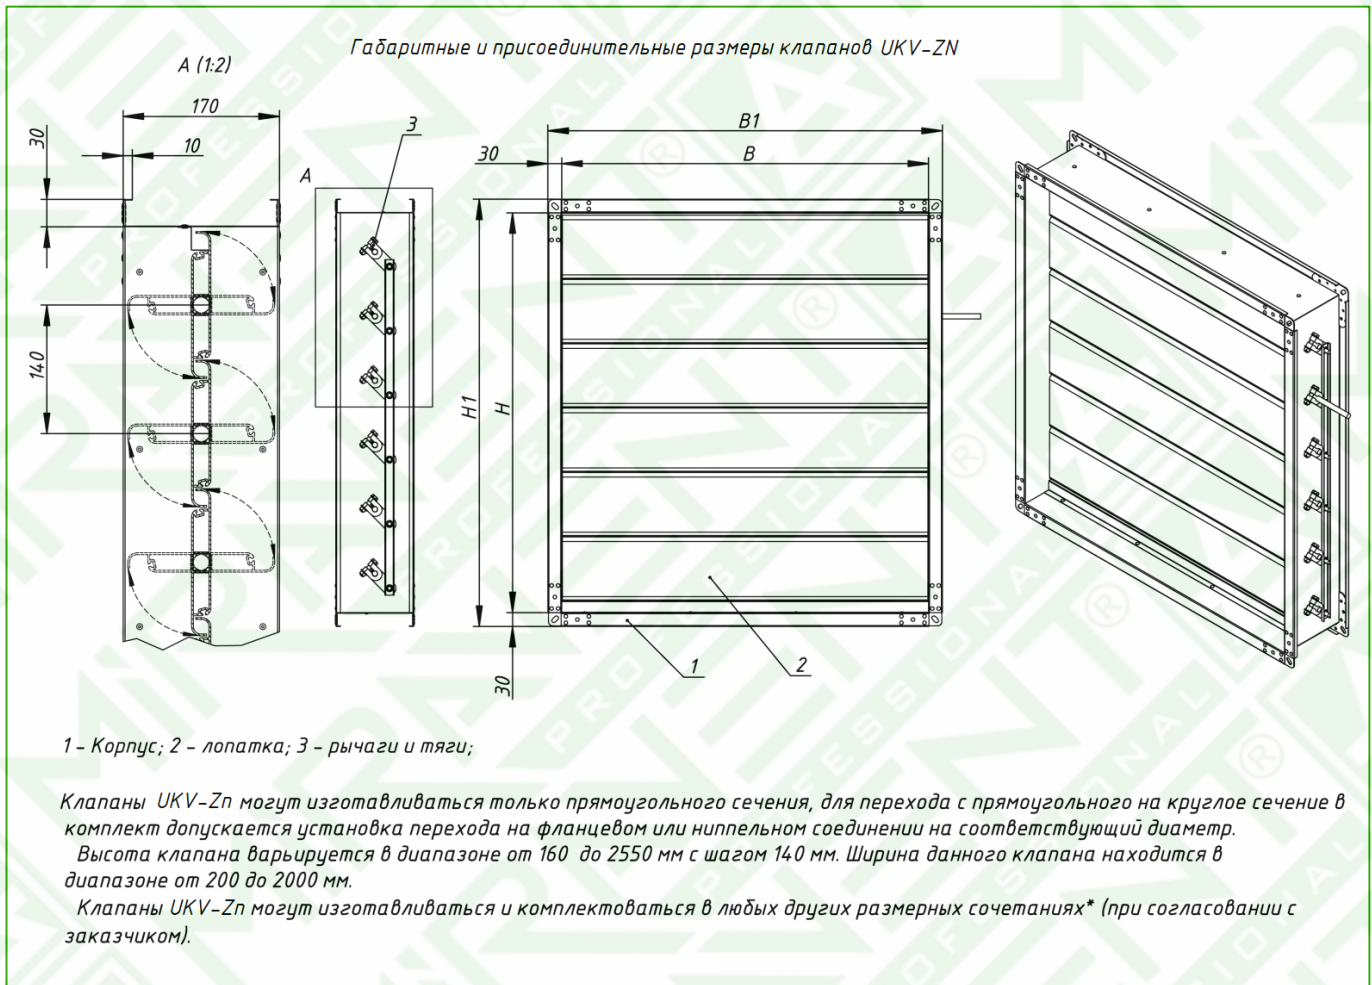 Габаритные и присоединительные размеры клапанов UKV-ZN
А (1:2)
170
30
10
140
А
3
B1
30
B
H1
H
30
1
2
1 - Корпус; 2 - лопатка; 3 - рычаги и тяги;
Клапаны UKV-Zn могут изготавливаться только прямоугольного сечения, для перехода с прямоугольного на круглое сечение в
комплект допускается установка перехода на фланцевом или ниппельном соединении на соответствующий диаметр.
Высота клапана варьируется в диапазоне от 160 до 2550 мм с шагом 140 мм. Ширина данного клапана находится в
диапазоне от 200 до 2000 мм.
Клапаны UKV-Zn могут изготавливаться и комплектоваться в любых других размерных сочетаниях* (при согласовании с
заказчиком).